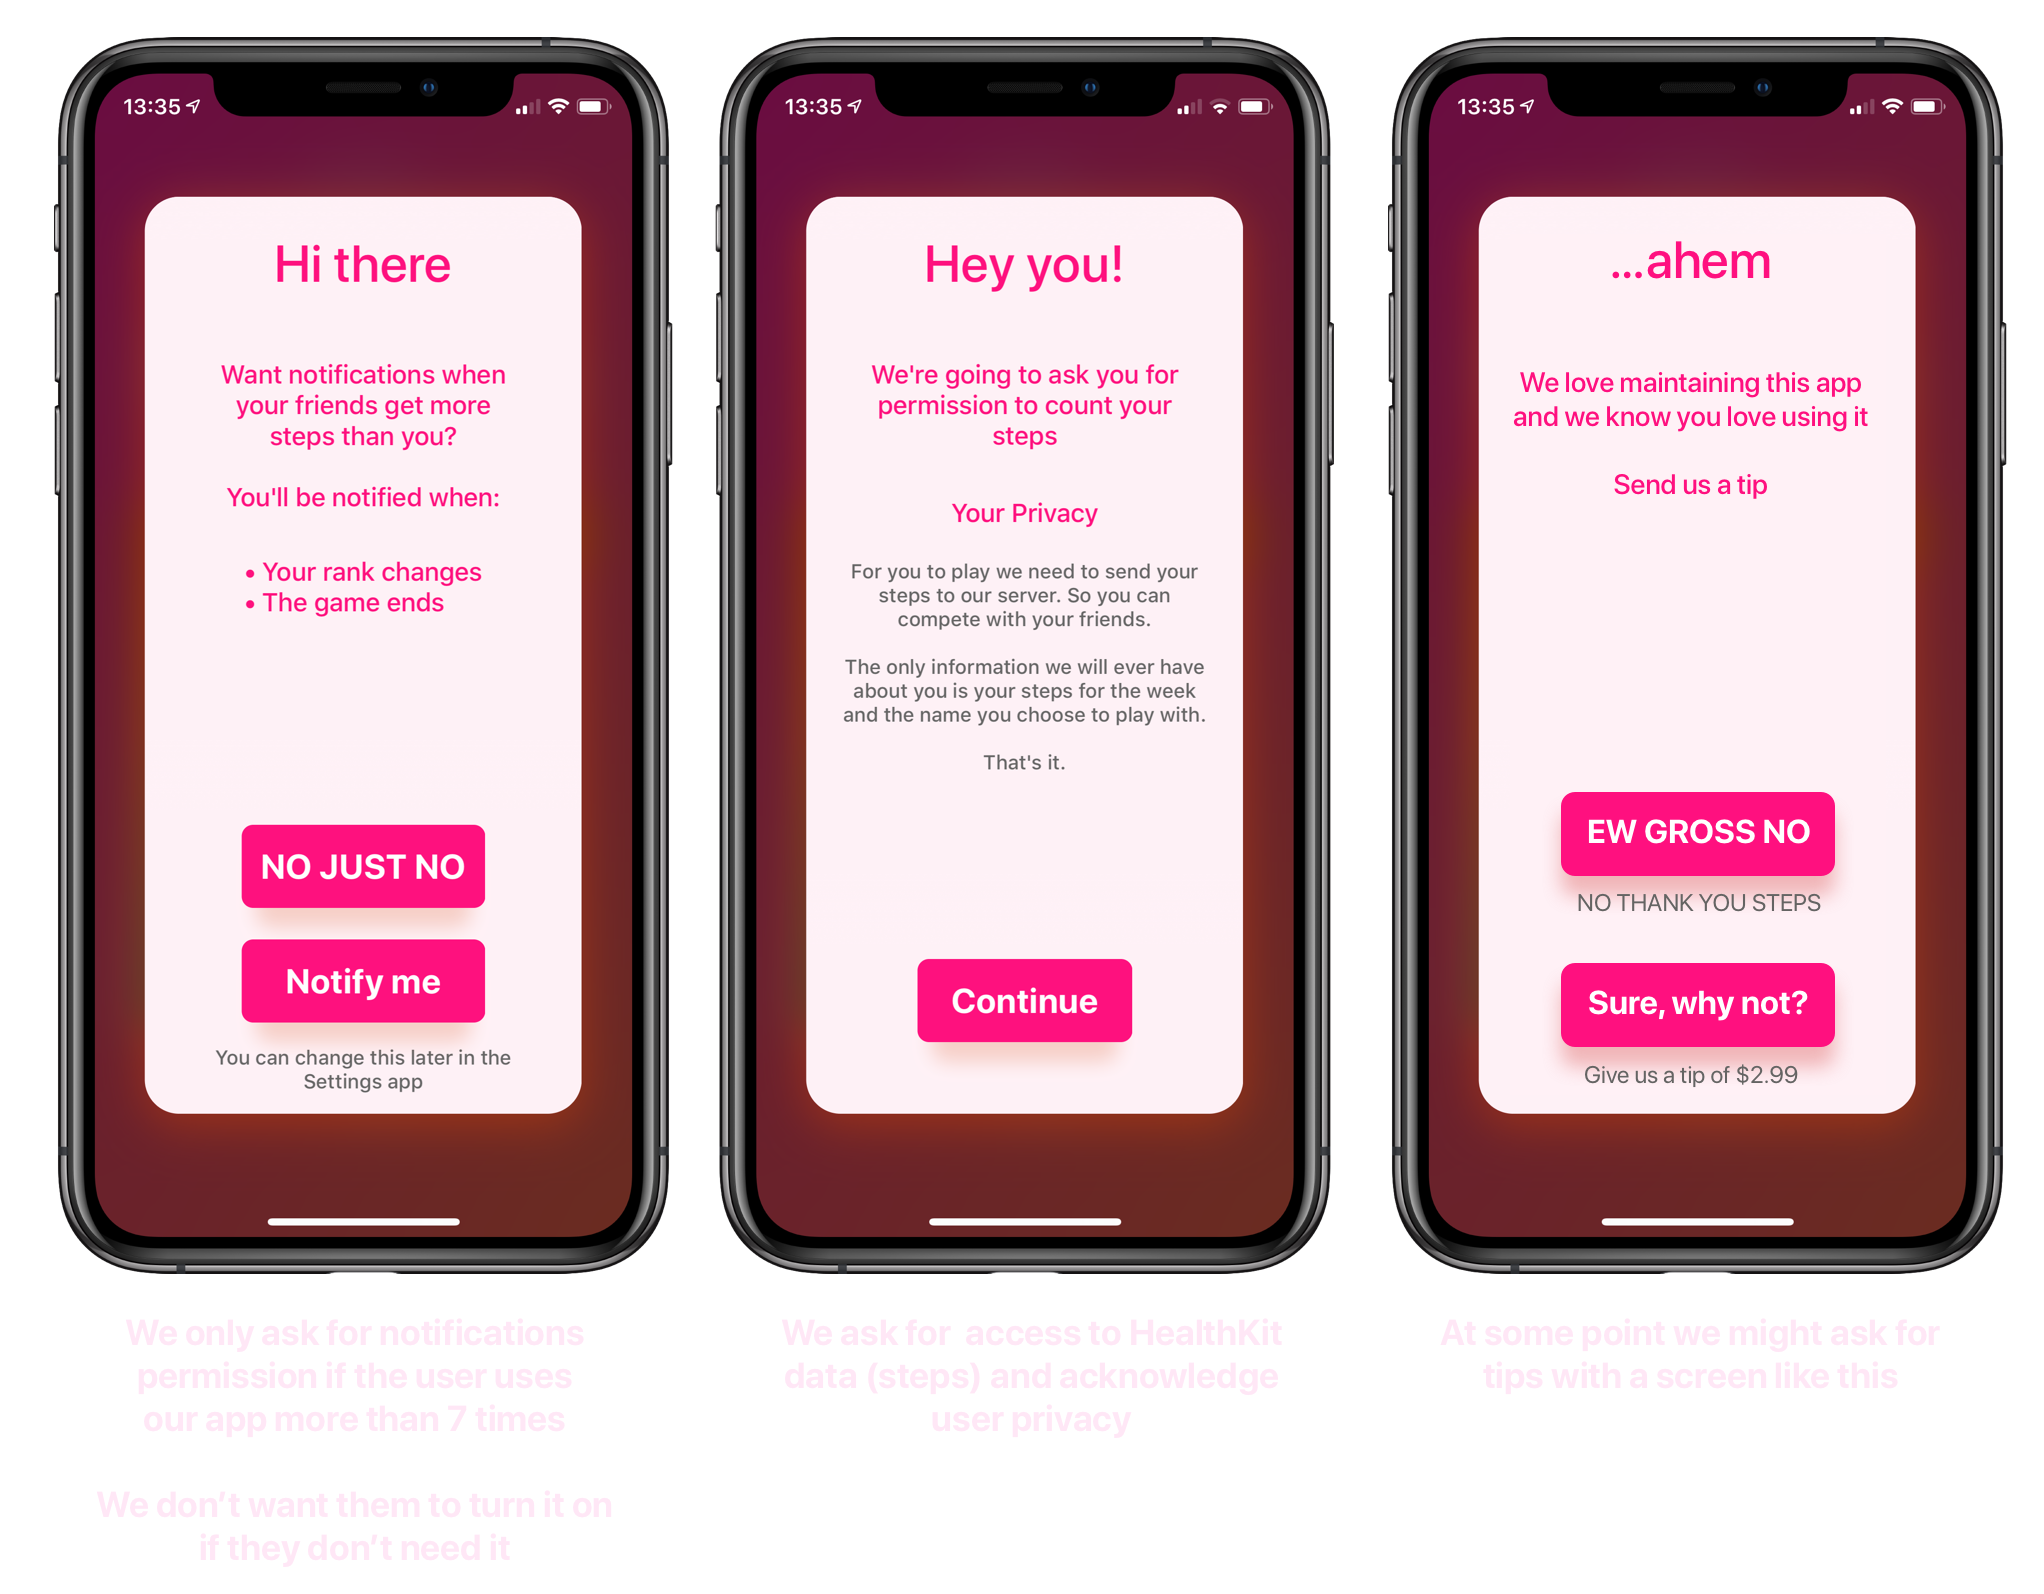 13:35
Hi there
Want notifications when
your friends get more
steps than you?
You'll be notified when:
• Your rank changes
• The game ends
NO JUST NO
Notify me
You can change this later in the
Settings app
We only ask for notifications
permission if the user uses
our app more than 7 times
We don’t want them to turn it on
if they don’t need it
13:35
Hey you!
We're going to ask you for
permission to count your
steps
Your Privacy
For you to play we need to send your
steps to our server. So you can
compete with your friends.
The only information we will ever have
about you is your steps for the week
and the name you choose to play with.
That's it.
Continue
We ask for access to HealthKit
data (steps) and acknowledge
user privacy
13:35
...ahem
We love maintaining this app
and we know you love using it
Send us a tip
EW GROSS NO
NO THANK YOU STEPS
Sure, why not?
Give us a tip of $2.99
At some point we might ask for
tips with a screen like this